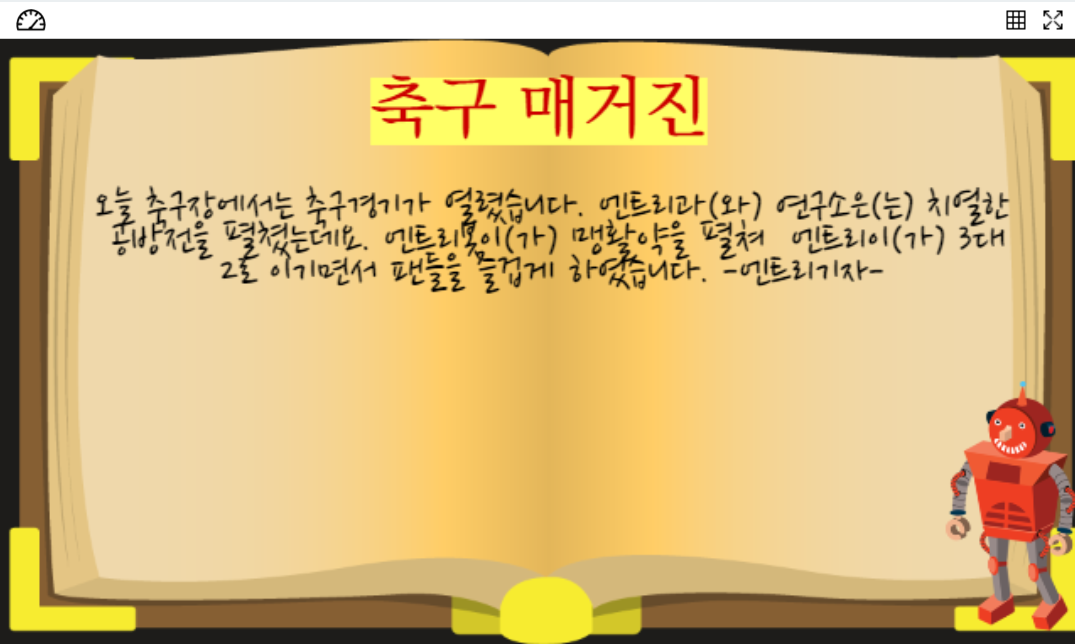 축구 매거진
오늘 축구장에서는 축구경기가 열렸습니다. 엔트리과(와) 연구소은(는) 치열한
공방전을 펼쳤는데요. 엔트리봇이(가) 맹활약을 펼쳐 엔트리이(가) 3대
2로 이기면서 팬들을 즐겁게 하였습니다. -엔트리기자-